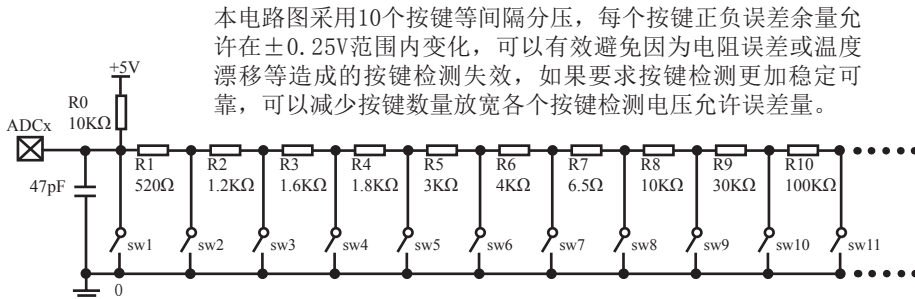 本电路图采用10个按键等间隔分压，每个按键正负误差余量允
许在±0.25V范围内变化，可以有效避免因为电阻误差或温度
漂移等造成的按键检测失效，如果要求按键检测更加稳定可
靠，可以减少按键数量放宽各个按键检测电压允许误差量。
+5V
R0
10KΩ
ADCx
47pF
R1 R2 R3 R4 R5 R6 R7 R8 R9 R10
520Ω 1.2KΩ 1.6KΩ 1.8KΩ 3KΩ 4KΩ 6.5Ω 10KΩ 30KΩ 100KΩ
sw1 sw2 sw3 sw4 sw5 sw6 sw7 sw8 sw9 sw10 sw11
0